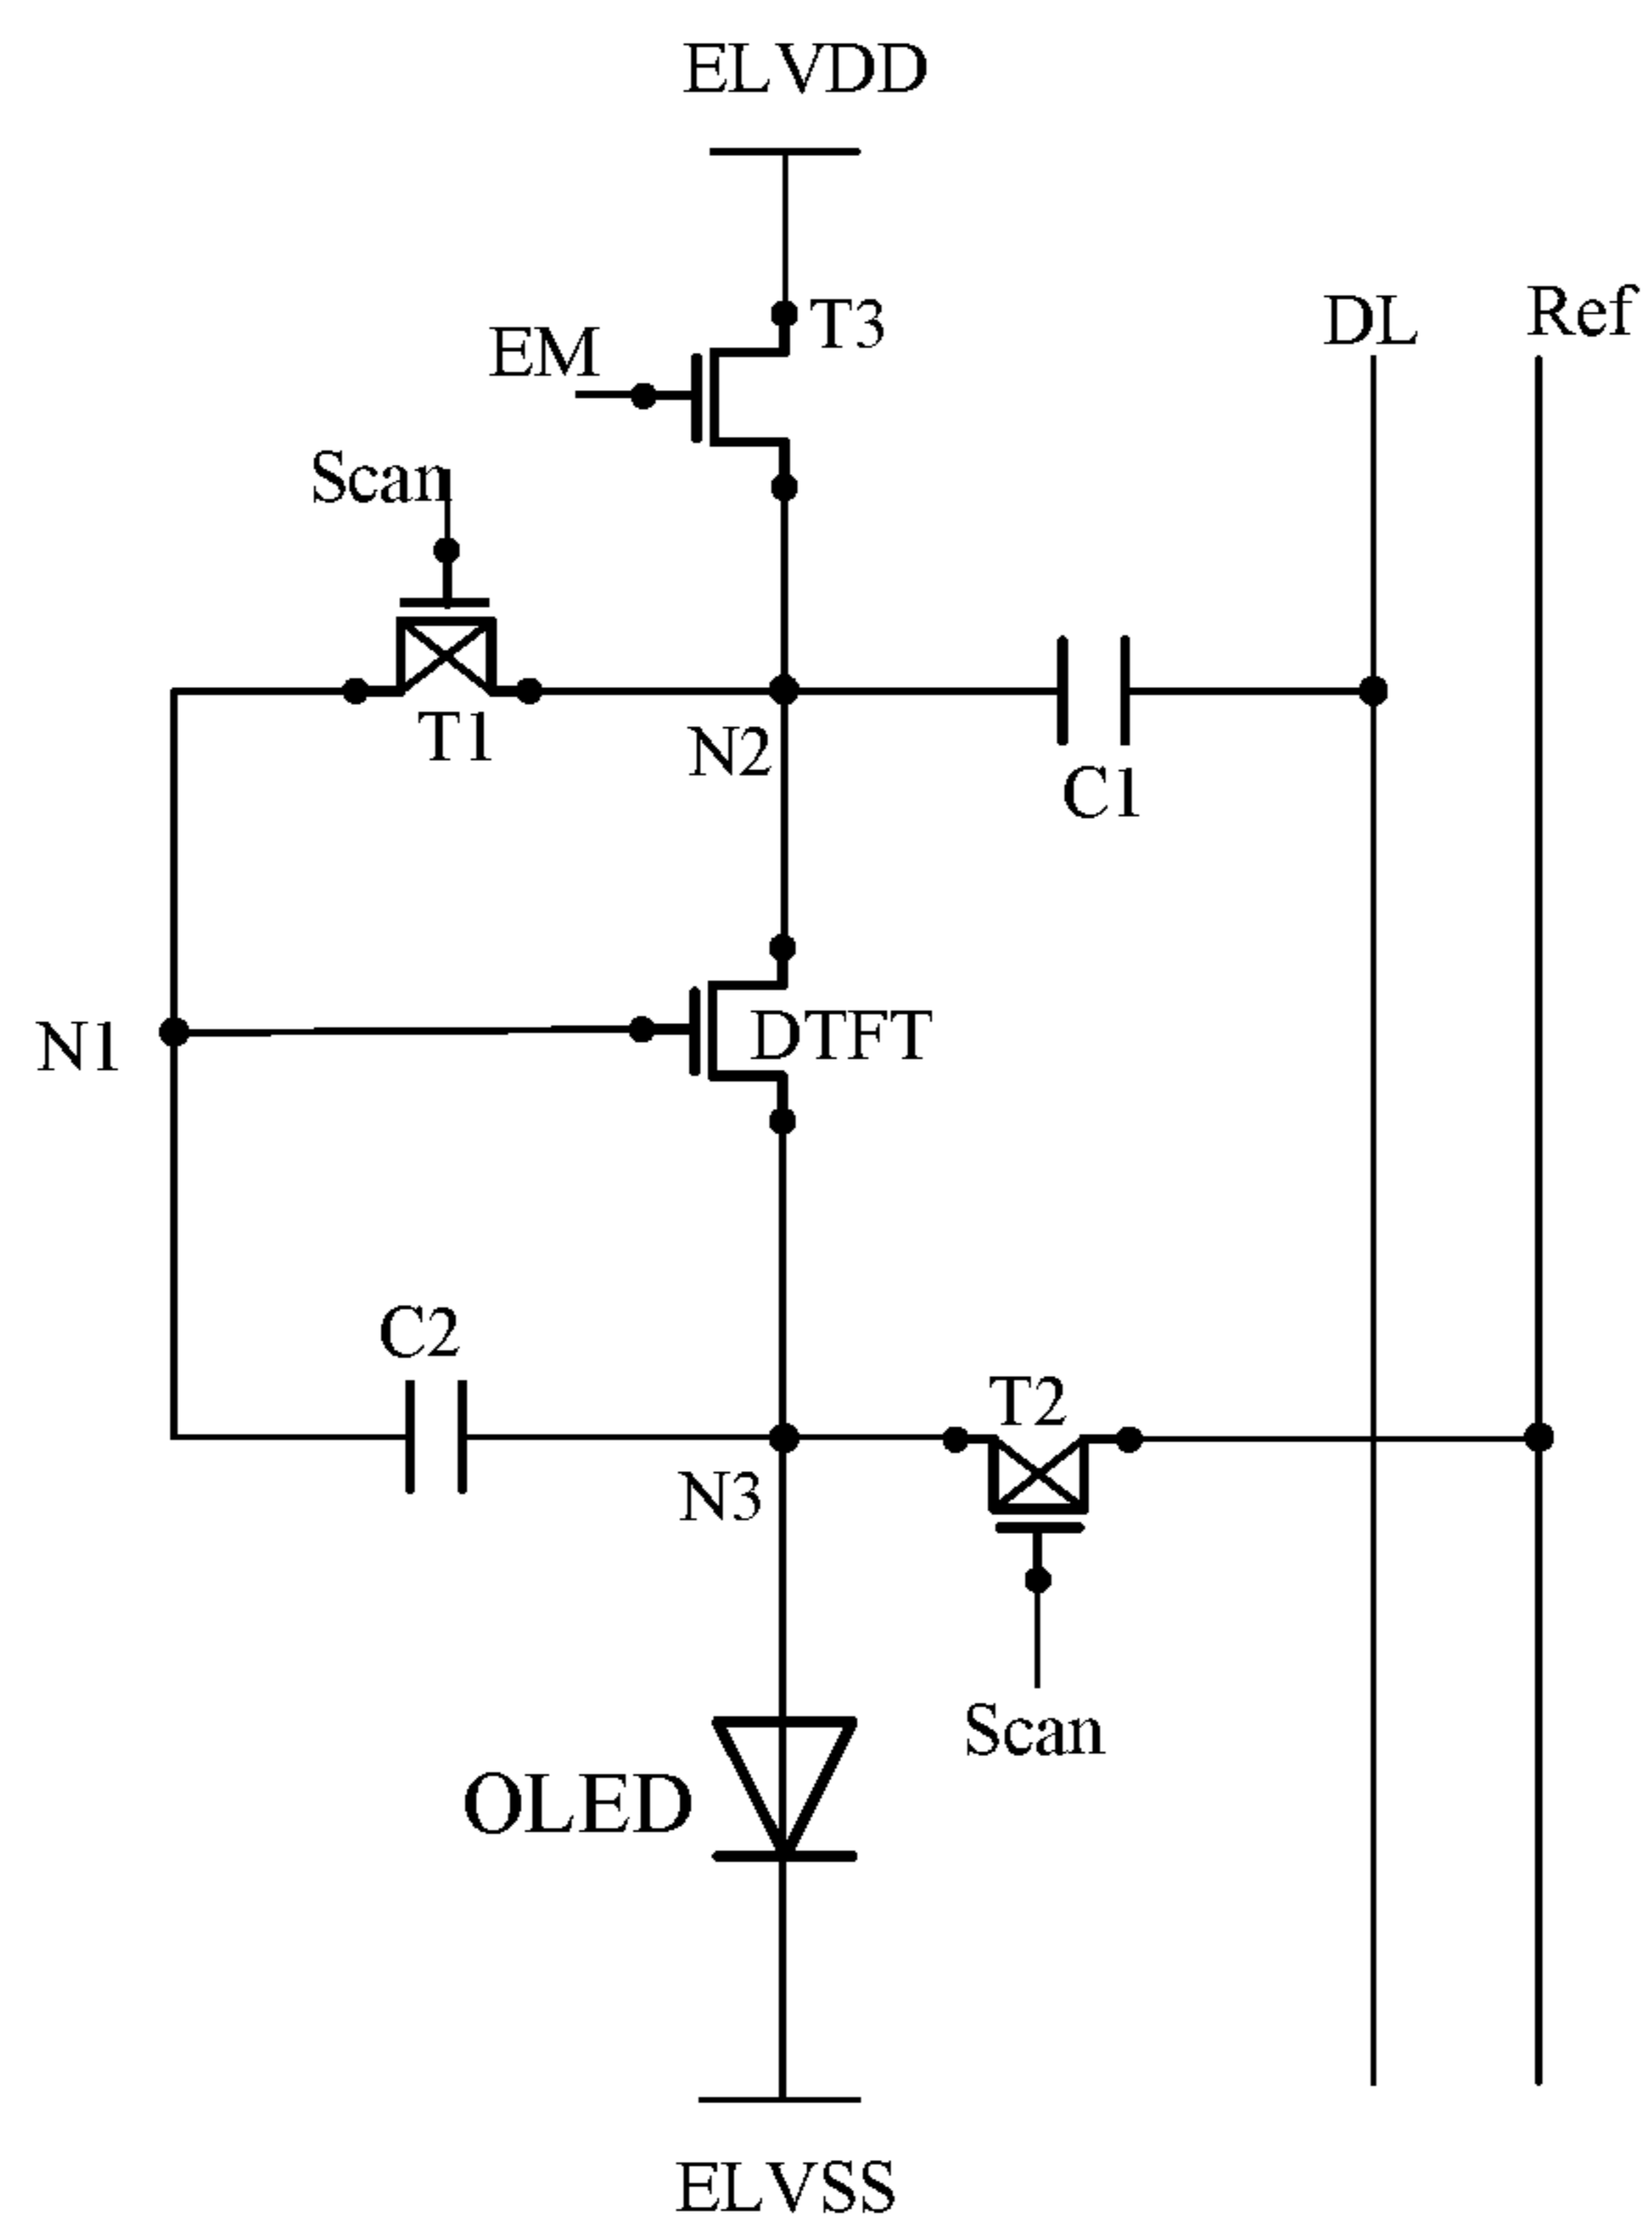 ELVDD
T3
DL
Ref
EM
Scan
T1
N2
C1
N1
DTFT
C2
T2
N3
Scan
OLED
ELVSS